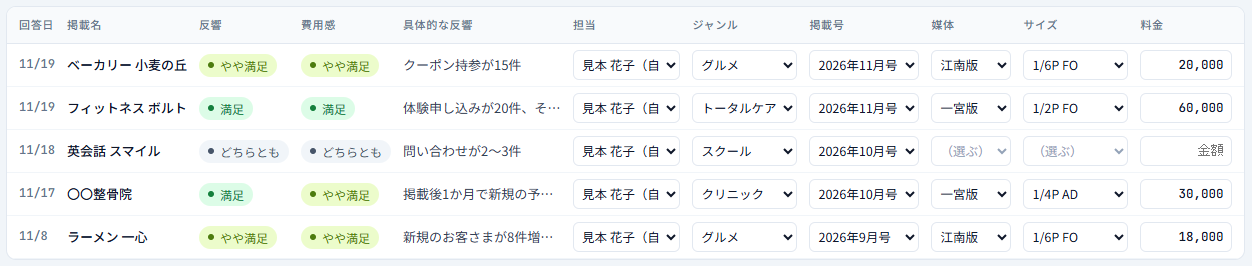 回答日 掲載名 反響 費用感 具体的な反響 担当 ジャンル 掲載号 媒体 サイズ 料金
11/19 ベーカリー 小麦の丘 やや満足 やや満足 クーポン持参が15件 見本 花子（自 グルメ 2026年11月号 江南版 1/6P FO 20,000
11/19 フィットネス ボルト 満足 満足 体験申し込みが20件、そ… 見本 花子（自 トータルケア 2026年11月号 一宮版 1/2P FO 60,000
11/18 英会話 スマイル どちらとも どちらとも 問い合わせが2〜3件 見本 花子（自 スクール 2026年10月号 （選ぶ） （選ぶ） 金額
11/17 〇〇整骨院 満足 やや満足 掲載後1か月で新規の予… 見本 花子（自 クリニック 2026年10月号 一宮版 1/4P AD 30,000
11/8 ラーメン 一心 やや満足 やや満足 新規のお客さまが8件増… 見本 花子（自 グルメ 2026年9月号 江南版 1/6P FO 18,000